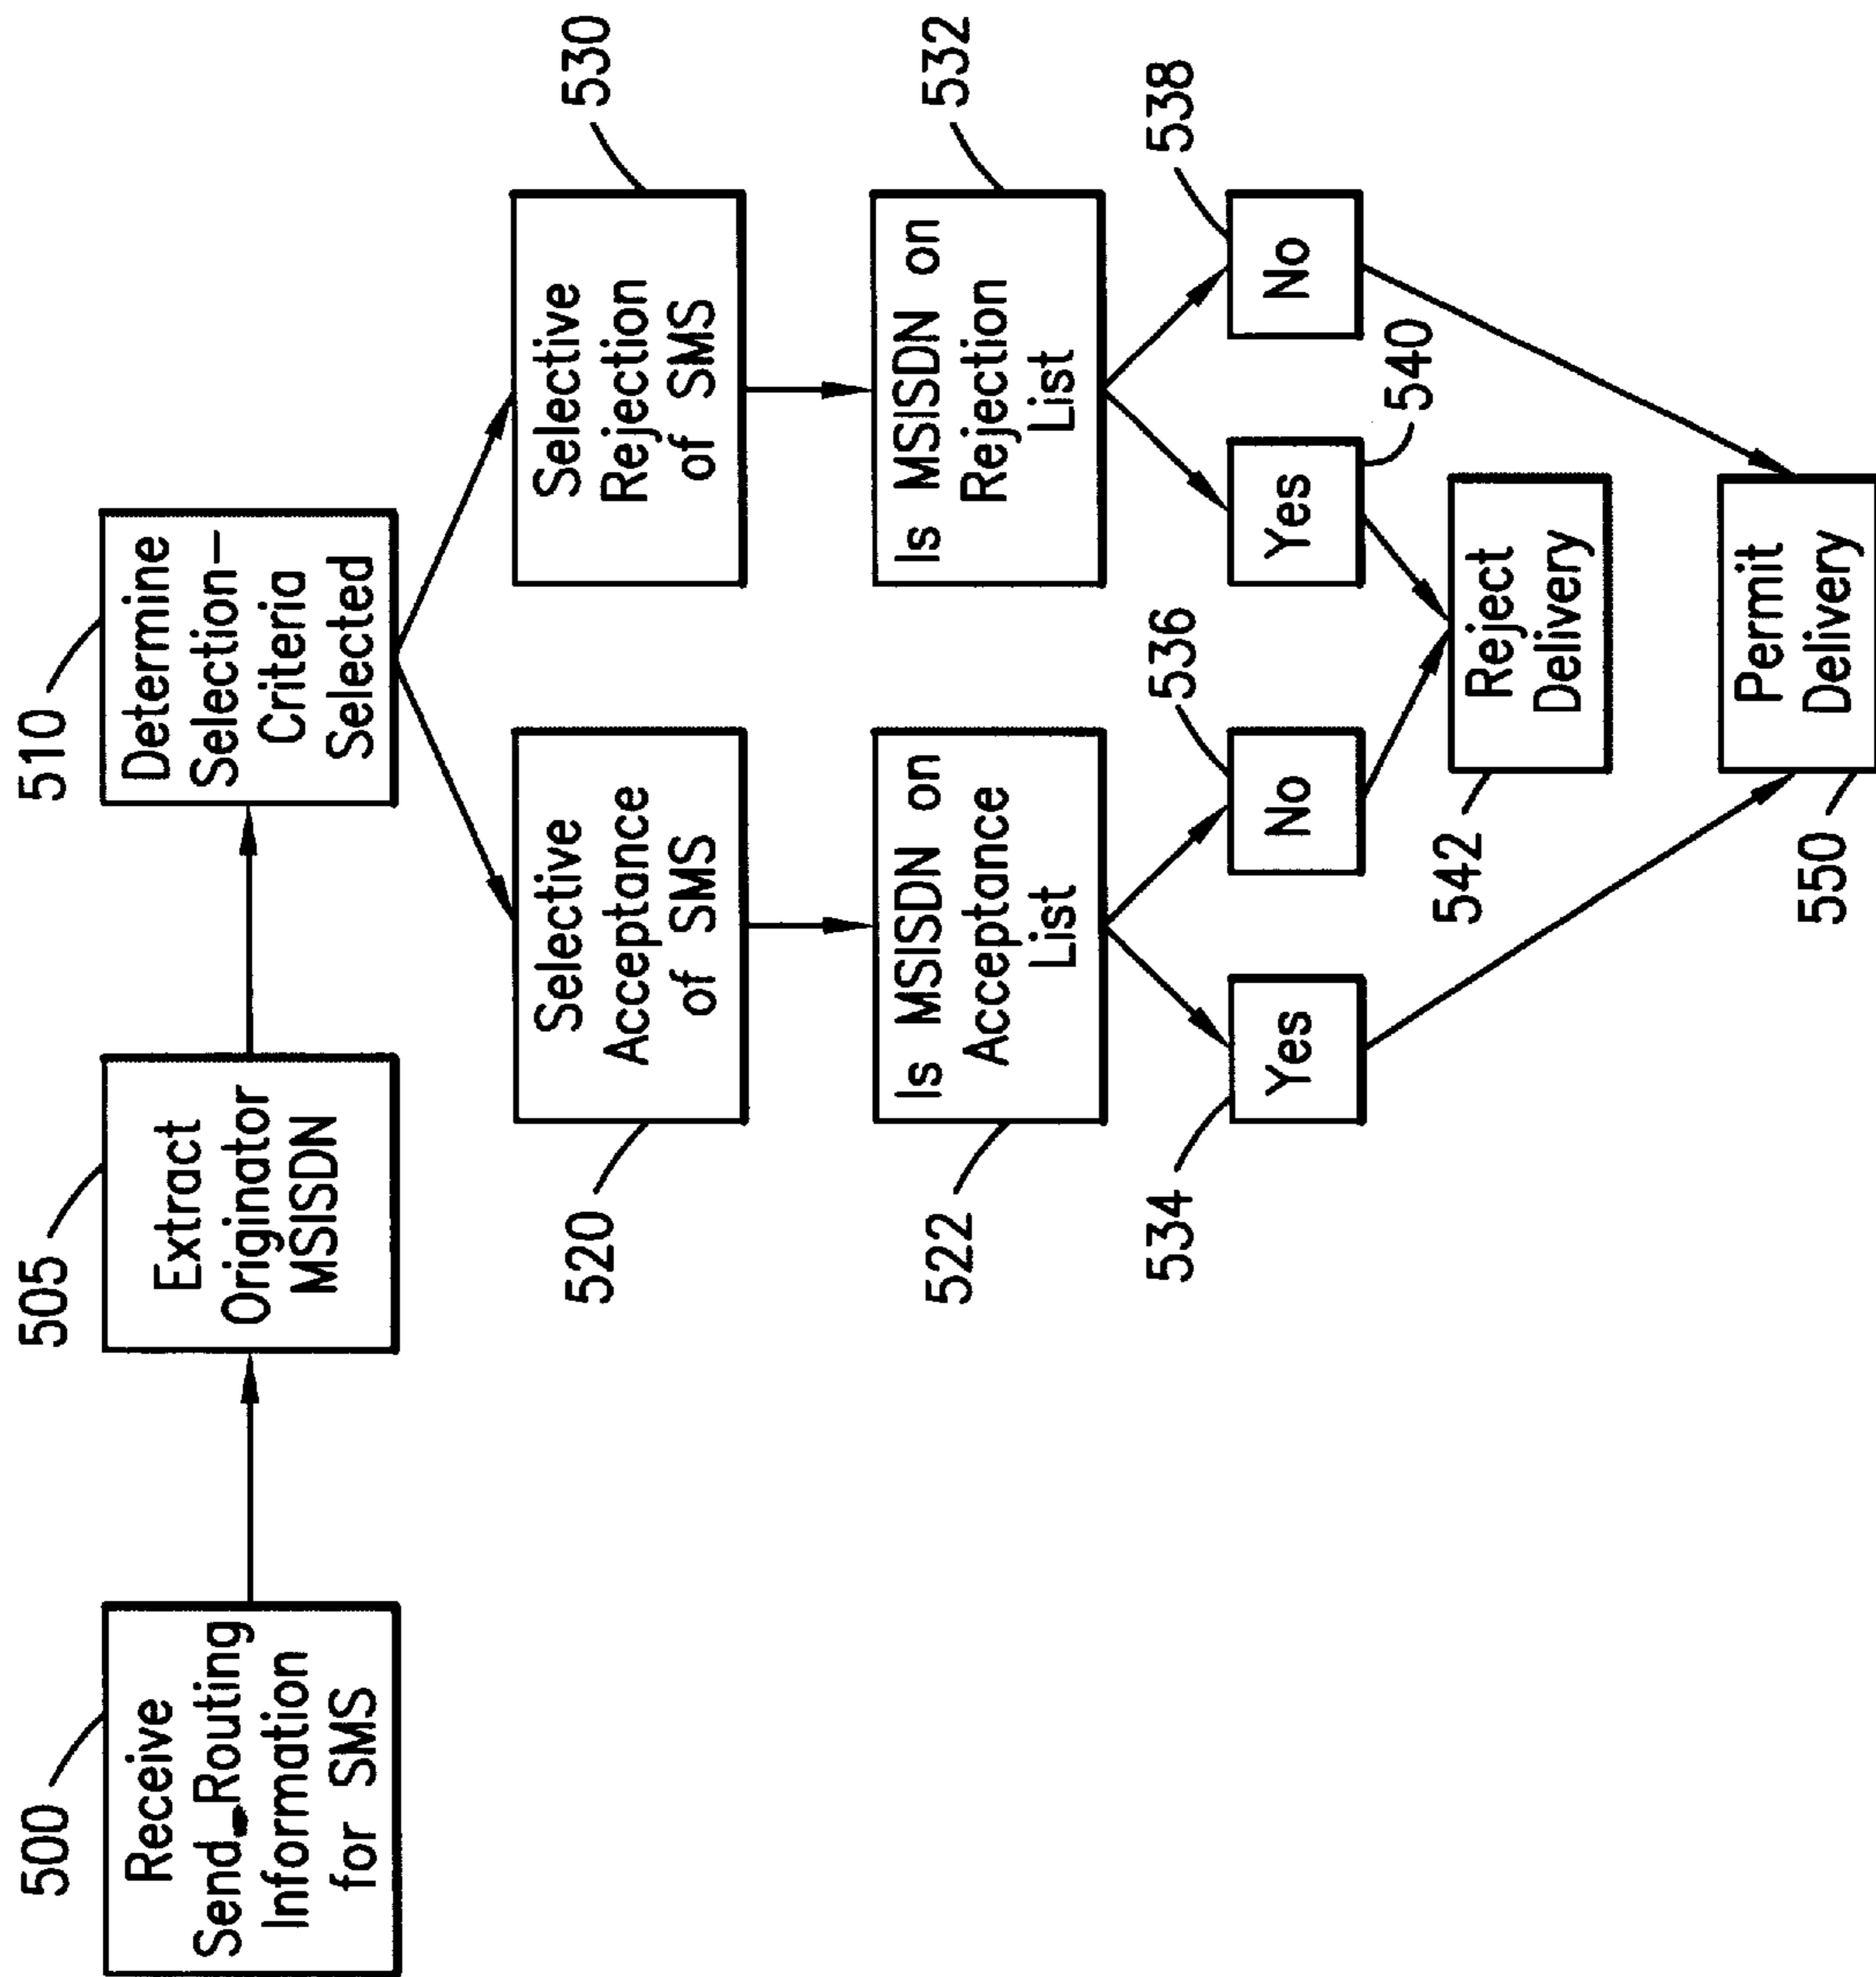 500
505
510
Receive
Send_Routing
Information
for SMS
Extract
Originator
MSISDN
Determine
Selection-
Criteria
Selected
520
Selective
Acceptance
of SMS
Selective
Rejection
of SMS
530
522
Is MSISDN on
Acceptance
List
Is MSISDN on
Rejection
List
532
534
Yes
536
No
Yes
540
No
538
542
Reject
Delivery
550
Permit
Delivery